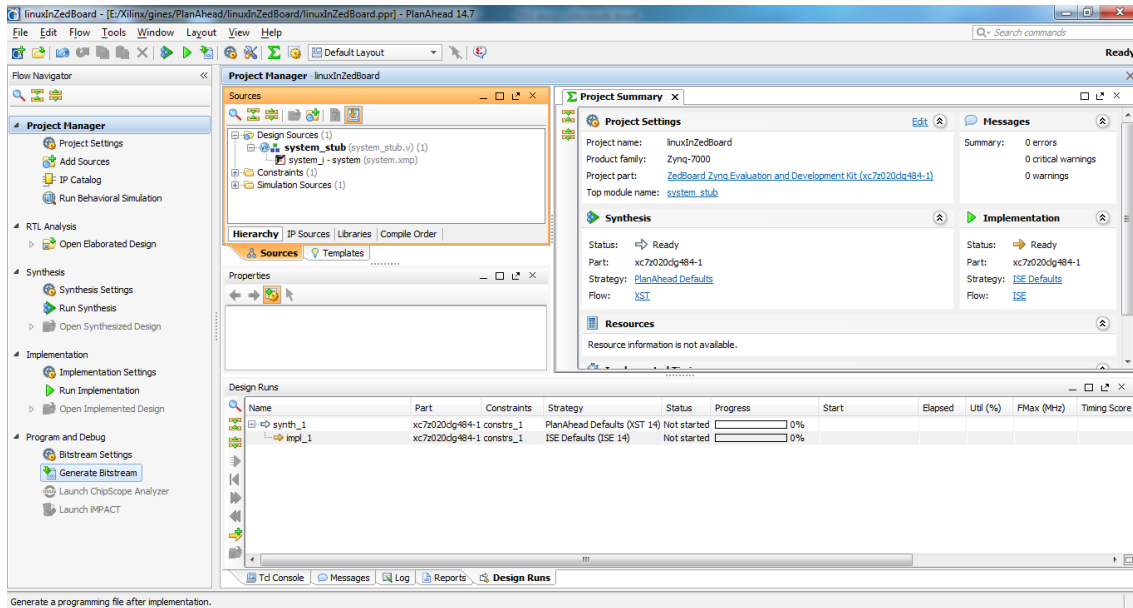 linuxInZedBoard - [E:/Xilinx/gines/PlanAhead/linuxInZedBoard/linuxInZedBoard.ppr] - PlanAhead 14.7
File Edit Flow Tools Window Layout View Help
Search commands
Default Layout
Ready
Flow Navigator
Project Manager
Project Settings
Add Sources
IP Catalog
Run Behavioral Simulation
RTL Analysis
Open Elaborated Design
Synthesis
Synthesis Settings
Run Synthesis
Open Synthesized Design
Implementation
Implementation Settings
Run Implementation
Open Implemented Design
Program and Debug
Bitstream Settings
Generate Bitstream
Launch ChipScope Analyzer
Launch iMPACT
Project Manager - linuxInZedBoard
Sources
Design Sources (1)
system_stub (system_stub.v) (1)
system_i - system (system.xmp)
Constraints (1)
Simulation Sources (1)
Hierarchy IP Sources Libraries Compile Order
Sources Templates
Properties
Project Summary
Project Settings Edit
Project name: linuxInZedBoard
Product family: Zynq-7000
Project part: ZedBoard Zynq Evaluation and Development Kit (xc7z020clg484-1)
Top module name: system_stub
Messages
Summary: 0 errors
0 critical warnings
0 warnings
Synthesis
Status: Ready
Part: xc7z020clg484-1
Strategy: PlanAhead Defaults
Flow: XST
Implementation
Status: Ready
Part: xc7z020clg484-1
Strategy: ISE Defaults
Flow: ISE
Resources
Resource information is not available.
Design Runs
Name Part Constraints Strategy Status Progress Start Elapsed Util (%) FMax (MHz) Timing Score
synth_1 xc7z020clg484-1 constrs_1 PlanAhead Defaults (XST 14) Not started 0%
impl_1 xc7z020clg484-1 constrs_1 ISE Defaults (ISE 14) Not started 0%
Tcl Console Messages Log Reports Design Runs
Generate a programming file after implementation.